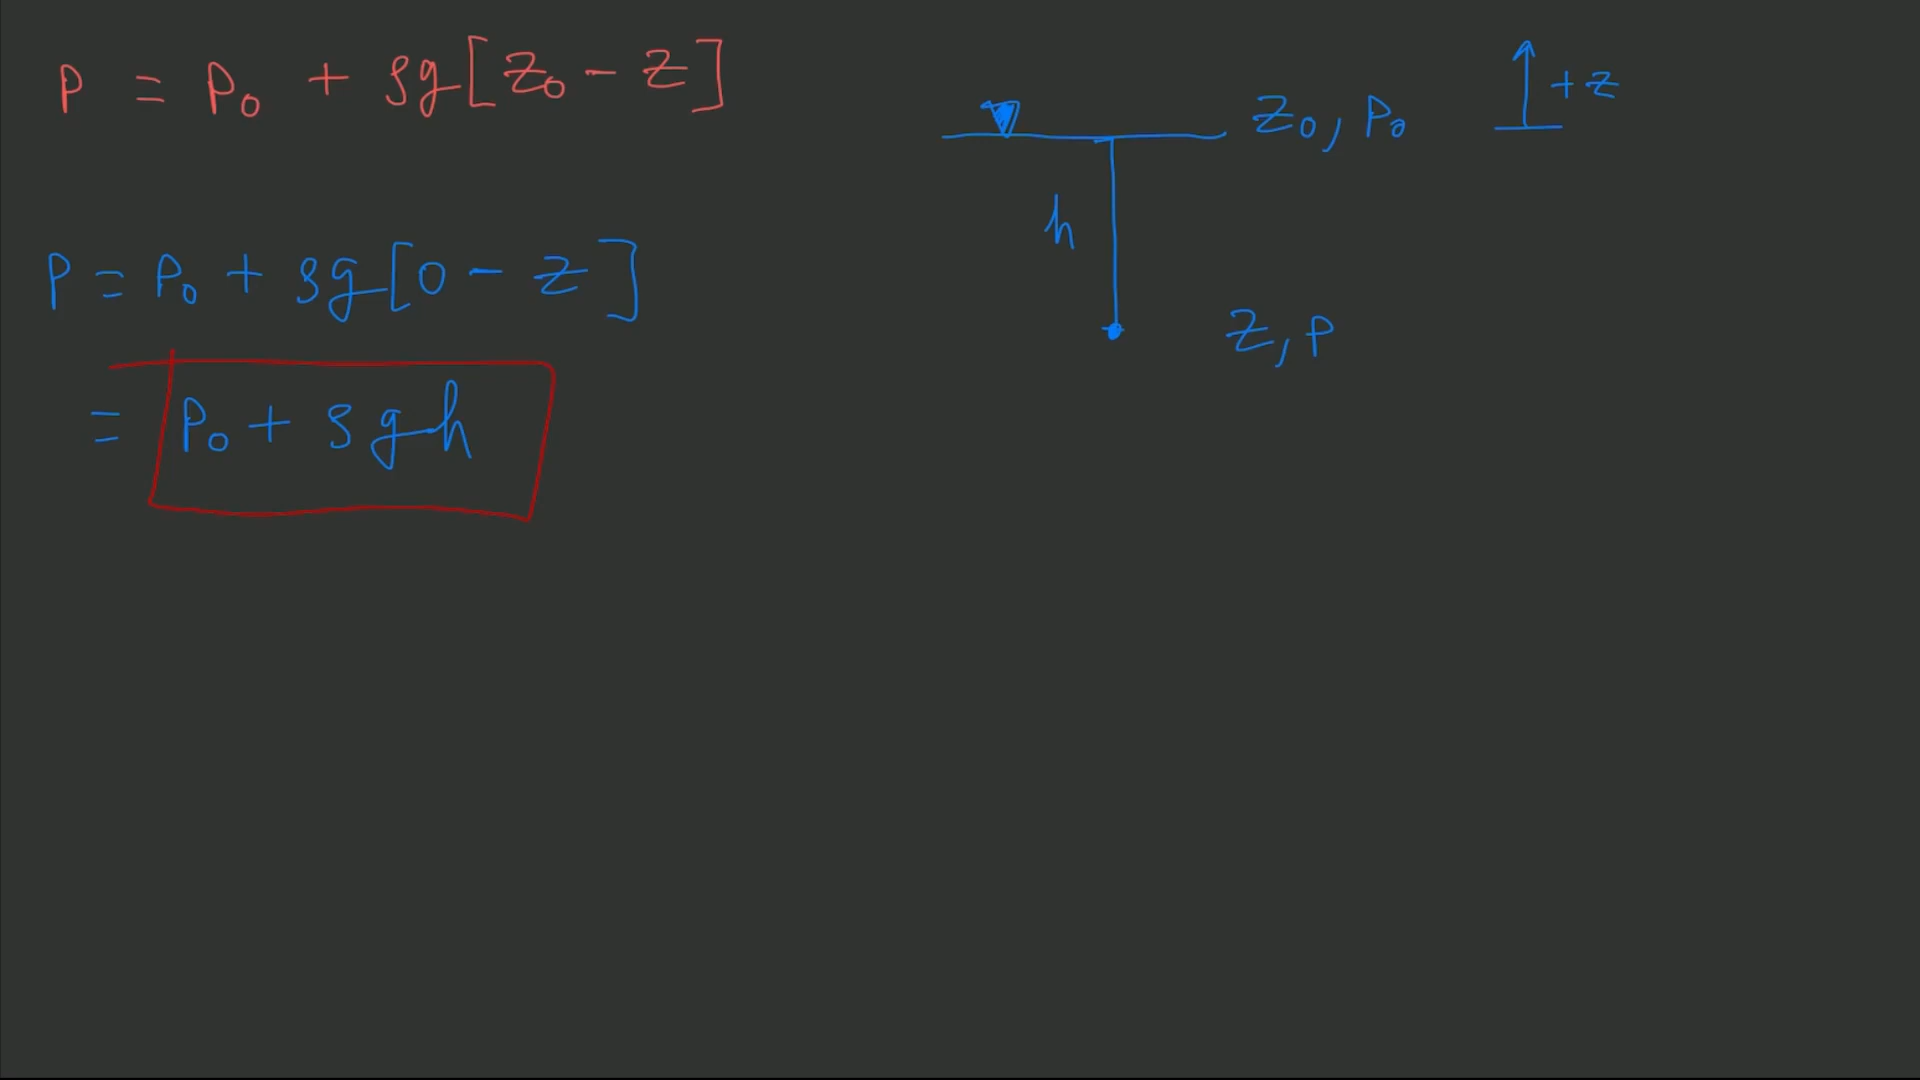 P = P₀ + ρg[z₀ - z]
P = P₀ + ρg[0 - z]
= P₀ + ρgh
z₀, P₀
+z
h
z, P